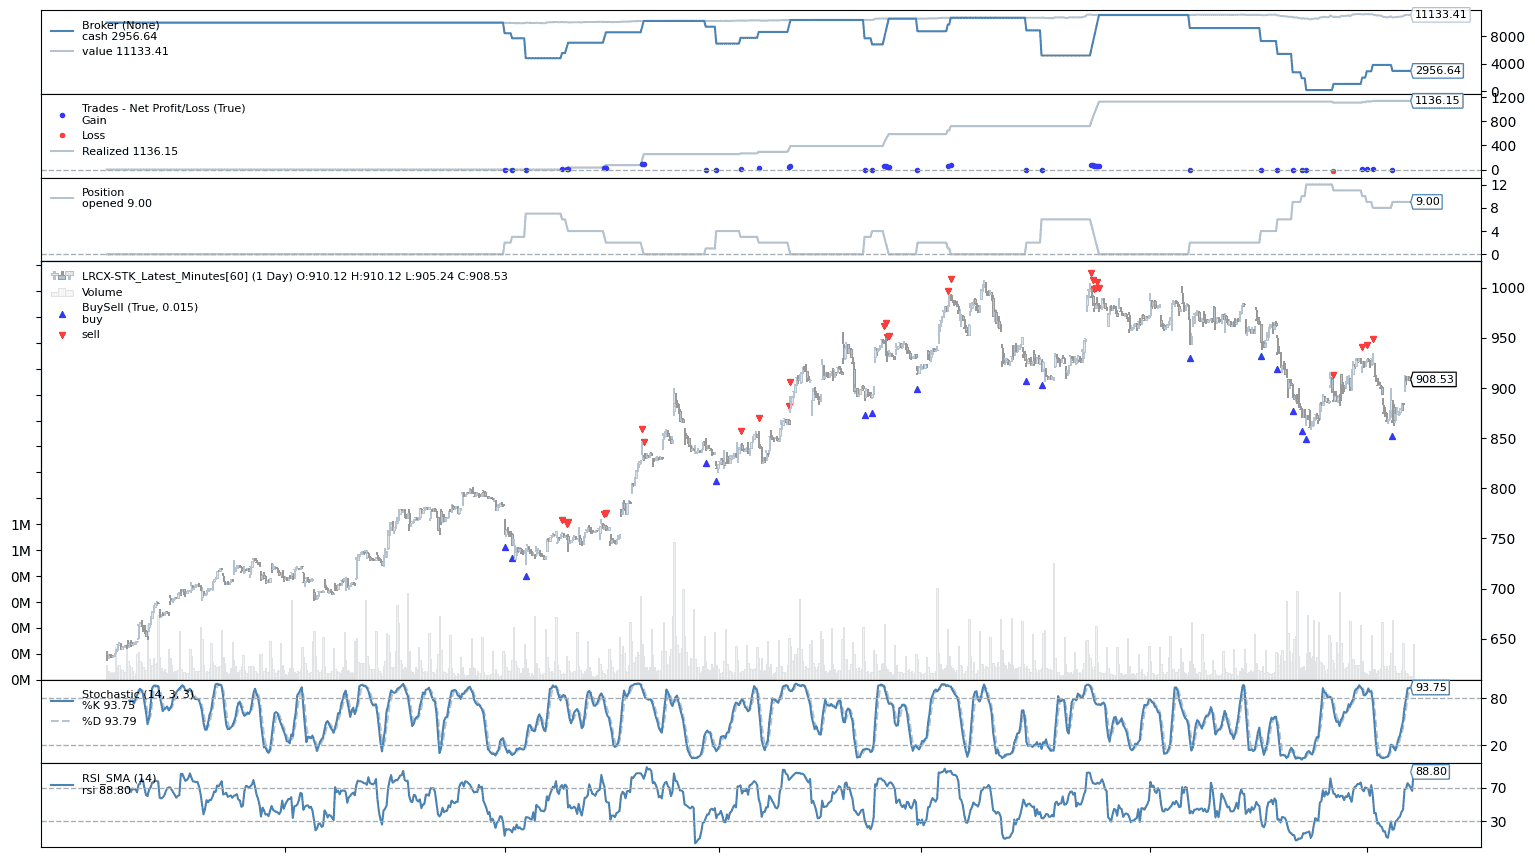 Broker (None)
cash 2956.64
value 11133.41
11133.41
8000
4000
2956.64
0
Trades - Net Profit/Loss (True)
Gain
Loss
Realized 1136.15
1200
1136.15
800
400
0
Position
opened 9.00
12
9.00
8
4
0
LRCX-STK_Latest_Minutes[60] (1 Day) O:910.12 H:910.12 L:905.24 C:908.53
Volume
BuySell (True, 0.015)
buy
sell
1000
950
908.53
900
850
800
750
700
650
1M
1M
0M
0M
0M
0M
0M
Stochastic (14, 3, 3)
%K 93.75
%D 93.79
93.75
80
20
RSI_SMA (14)
rsi 88.80
88.80
70
30